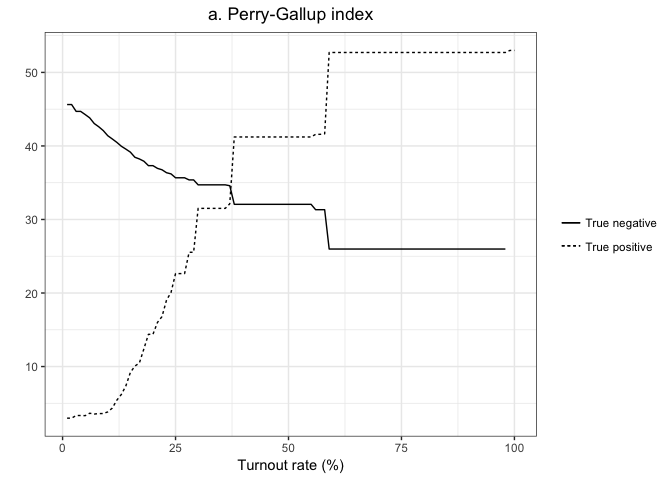 a. Perry-Gallup index
50
40
30
20
10
0 25 50 75 100
Turnout rate (%)
True negative
True positive